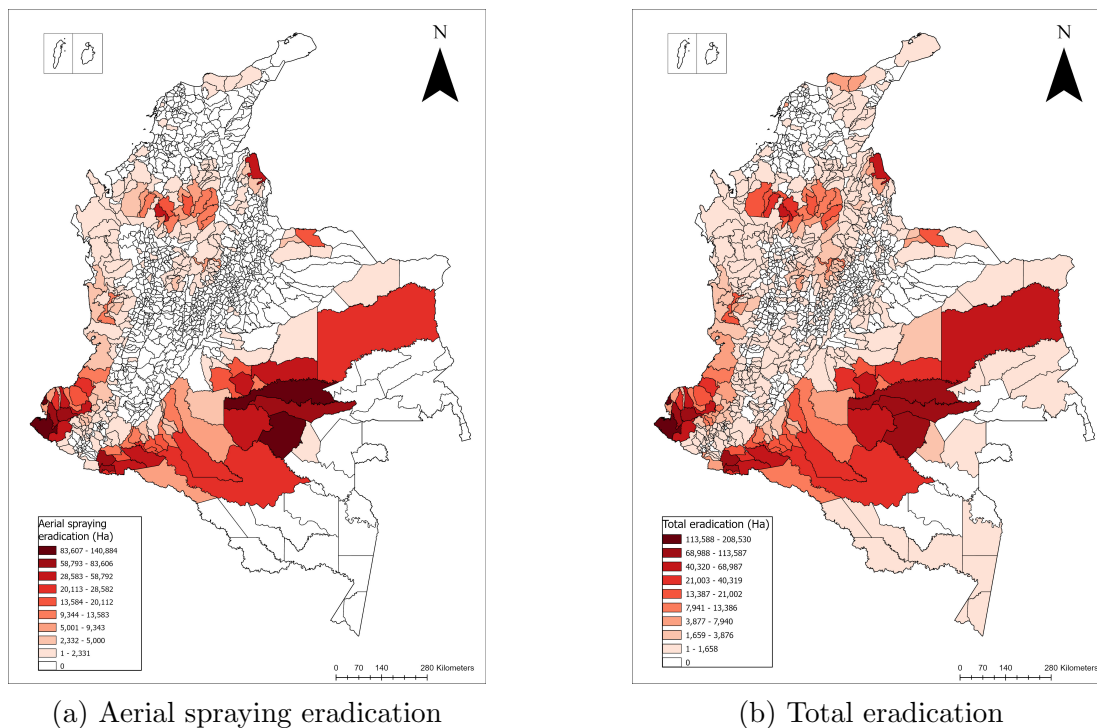 N
Aerial spraying
eradication (Ha)
83,607 - 140,884
58,793 - 83,606
28,583 - 58,792
20,113 - 28,582
13,584 - 20,112
9,344 - 13,583
5,001 - 9,343
2,332 - 5,000
1 - 2,331
0
0 70 140 280 Kilometers
(a) Aerial spraying eradication
N
Total eradication (Ha)
113,588 - 208,530
68,988 - 113,587
40,320 - 68,987
21,003 - 40,319
13,387 - 21,002
7,941 - 13,386
3,877 - 7,940
1,659 - 3,876
1 - 1,658
0
0 70 140 280 Kilometers
(b) Total eradication